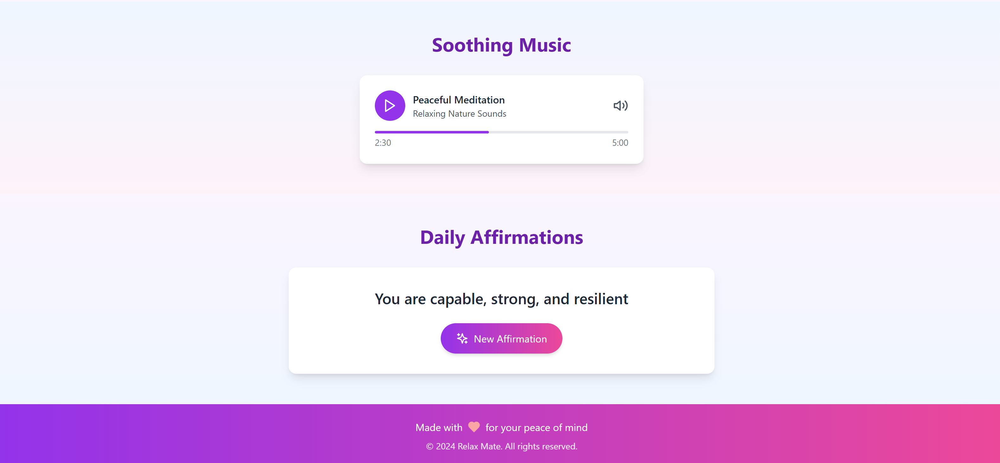 Soothing Music
Peaceful Meditation
Relaxing Nature Sounds
2:30 5:00
Daily Affirmations
You are capable, strong, and resilient
New Affirmation
Made with for your peace of mind
© 2024 Relax Mate. All rights reserved.